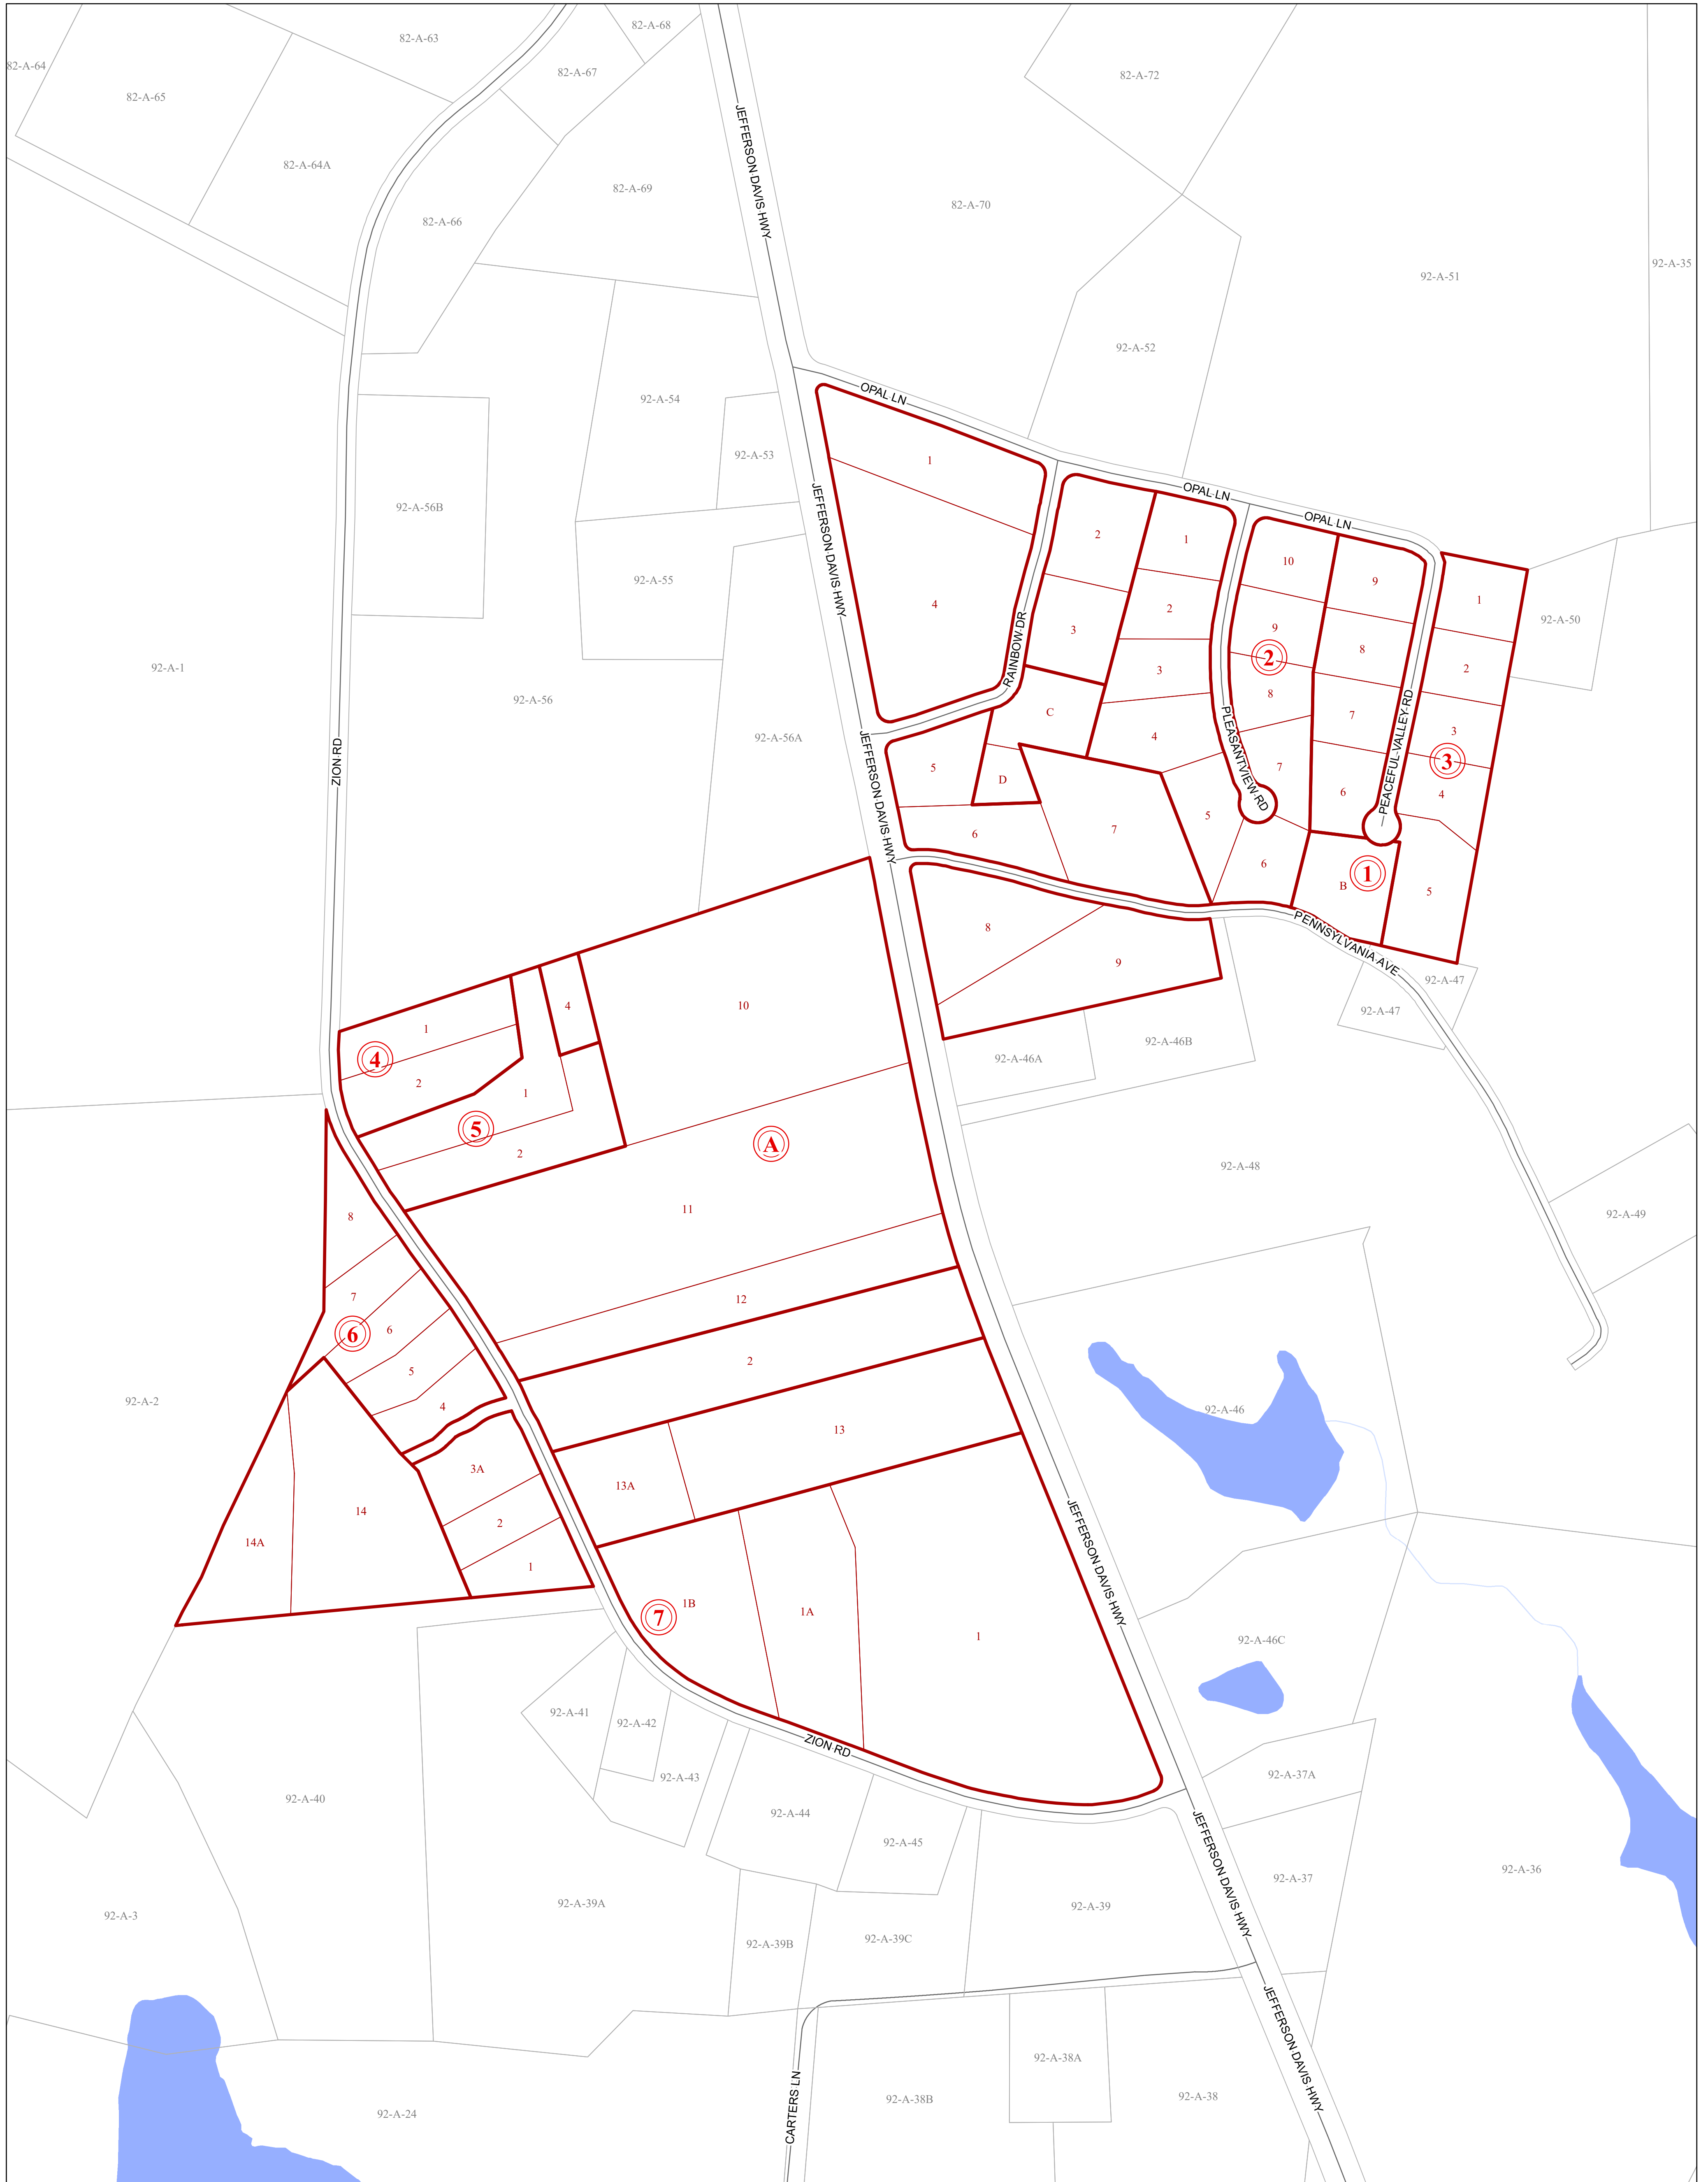 82-A-68
82-A-63
82-A-64
82-A-67
82-A-72
82-A-65
JEFFERSON DAVIS HWY
82-A-64A
82-A-69
82-A-70
82-A-66
92-A-35
92-A-51
92-A-52
OPAL LN
92-A-54
92-A-53
1
OPAL LN
92-A-56B
JEFFERSON DAVIS HWY
OPAL LN
2
1
10
9
92-A-55
4
2
1
92-A-50
3
9
RAINBOW DR
2
8
92-A-1
3
2
8
PEACEFUL VALLEY RD
92-A-56
C
7
3
PLEASANTVIEW RD
92-A-56A
4
3
ZION RD
5
D
7
6
4
JEFFERSON DAVIS HWY
6
7
5
6
1
B
5
8
PENNSYLVANIA AVE
9
92-A-47
4
10
92-A-47
1
92-A-46B
4
92-A-46A
2
1
5
A
2
92-A-48
11
8
92-A-49
7
12
6
6
2
5
92-A-2
4
92-A-46
13
3A
13A
14
2
14A
JEFFERSON DAVIS HWY
1
1B
1A
7
1
92-A-46C
92-A-41
92-A-42
ZION RD
92-A-43
92-A-37A
92-A-40
92-A-44
92-A-45
JEFFERSON DAVIS HWY
92-A-36
92-A-37
92-A-39A
92-A-39
92-A-3
92-A-39C
92-A-39B
JEFFERSON DAVIS HWY
92-A-38A
92-A-38
92-A-38B
CARTERS LN
92-A-24